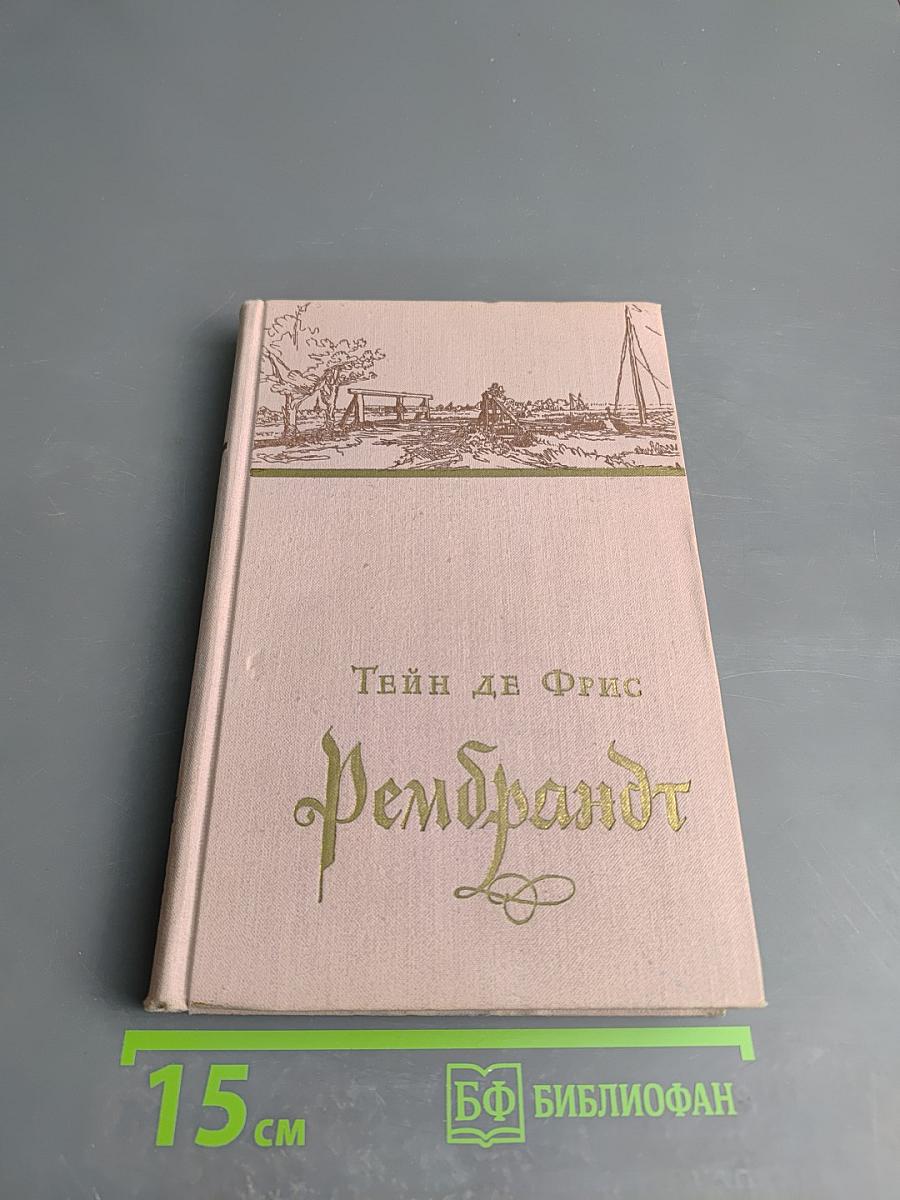 Тейн де Фрис
Рембрандт
15 см
БФ БИБЛИОФАН